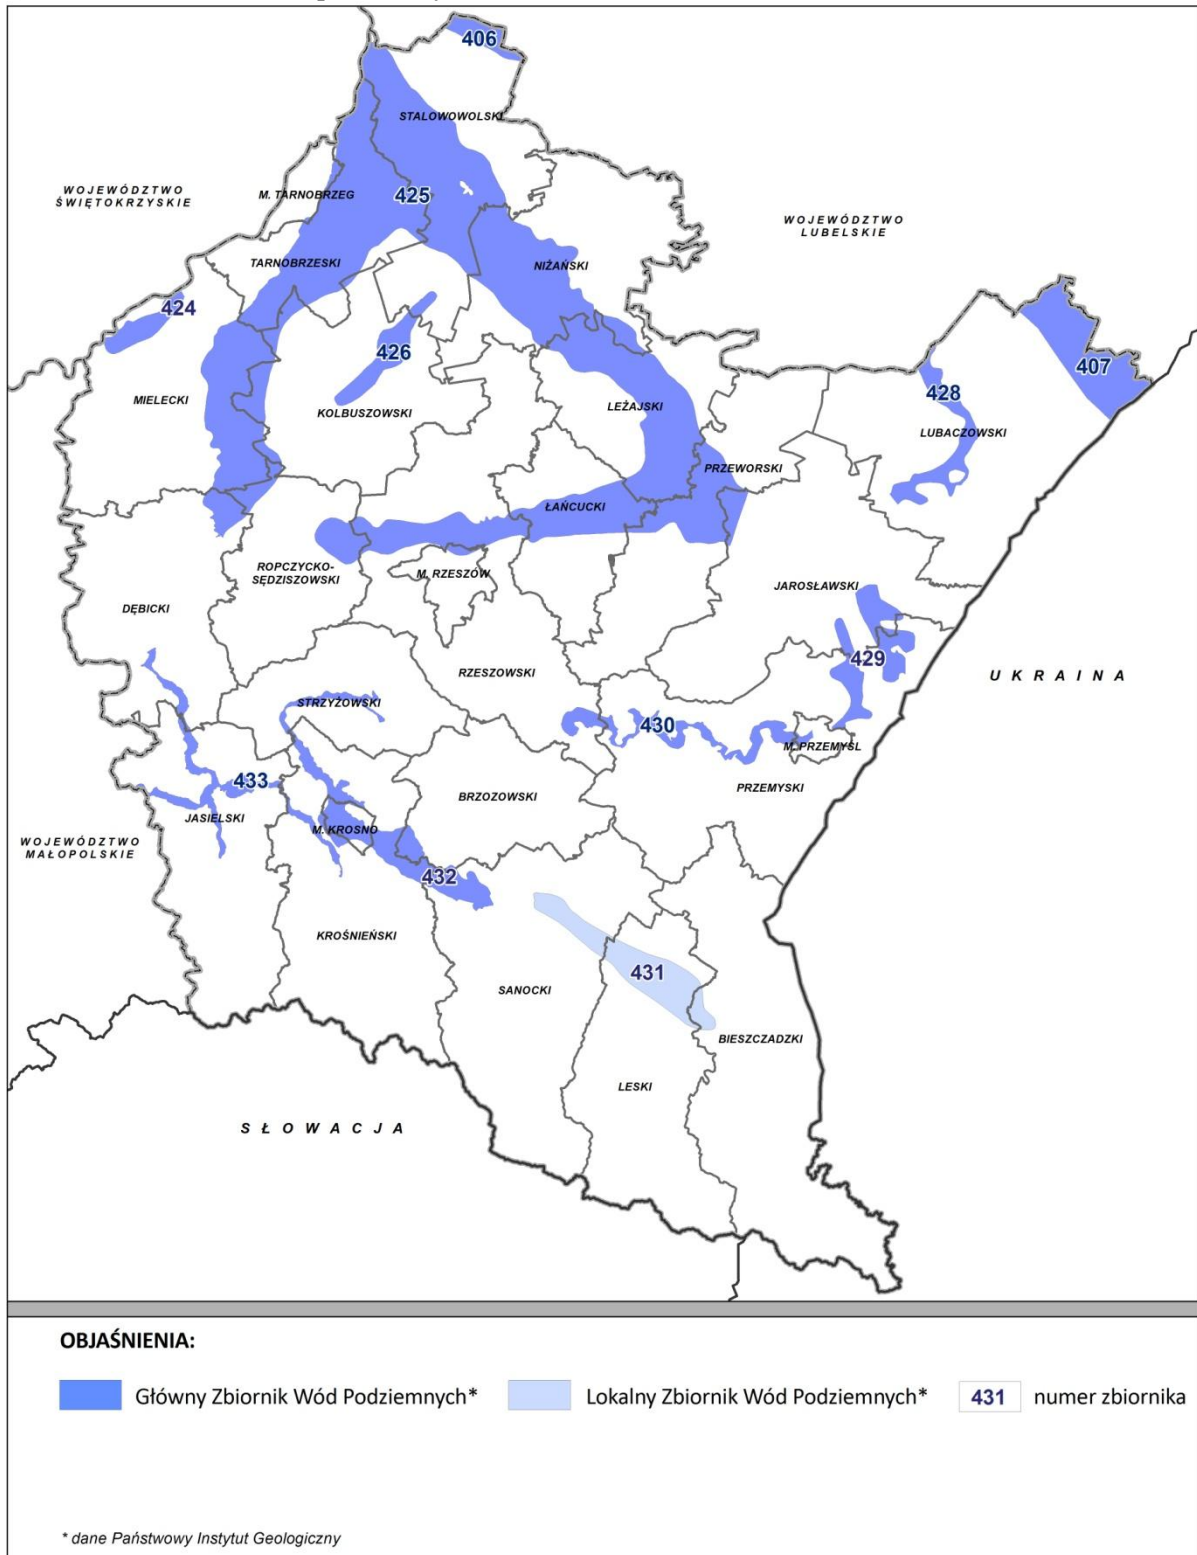 406
STALOWOWOLSKI
WOJEWÓDZTWO
ŚWIĘTOKRZYSKIE
M. TARNOBRZEG
425
WOJEWÓDZTWO
LUBELSKIE
TARNOBRZESKI
NIŻAŃSKI
424
426
407
428
MIELECKI
KOLBUSZOWSKI
LEŻAJSKI
LUBACZOWSKI
PRZEWORSKI
ŁAŃCUCKI
ROPCZYCKO-
SĘDZISZOWSKI
M. RZESZÓW
JAROSŁAWSKI
DĘBICKI
429
RZESZOWSKI
UKRAINA
STRZYŻOWSKI
430
M. PRZEMYŚL
433
PRZEMYSKI
BRZOZOWSKI
JASIELSKI
M. KROSNO
WOJEWÓDZTWO
MAŁOPOLSKIE
432
KROŚNIEŃSKI
431
SANOCKI
BIESZCZADZKI
LESKI
SŁOWACJA
OBJAŚNIENIA:
Główny Zbiornik Wód Podziemnych*
Lokalny Zbiornik Wód Podziemnych*
431 numer zbiornika
* dane Państwowy Instytut Geologiczny